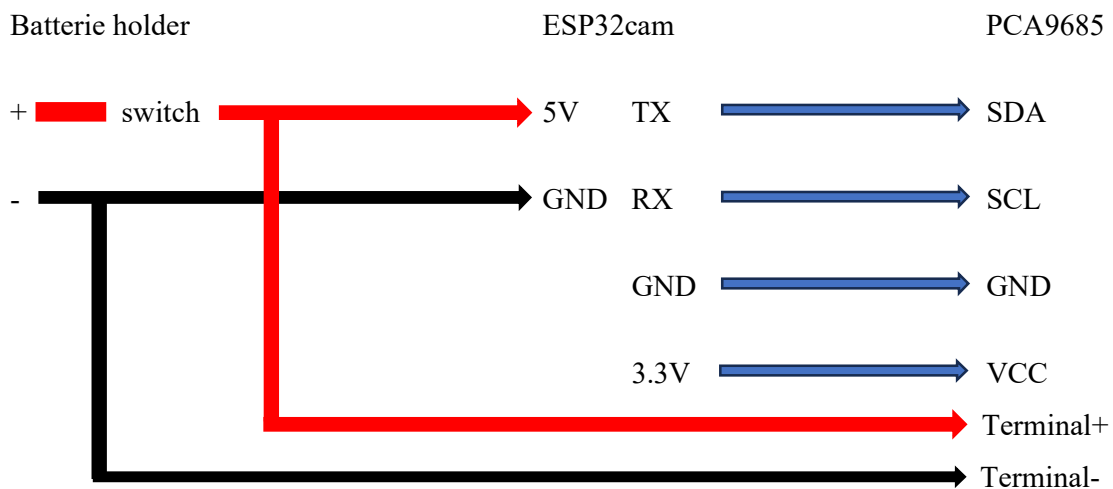 Batterie holder ESP32cam PCA9685
+ switch 5V TX SDA
- GND RX SCL
GND GND
3.3V VCC
Terminal+
Terminal-